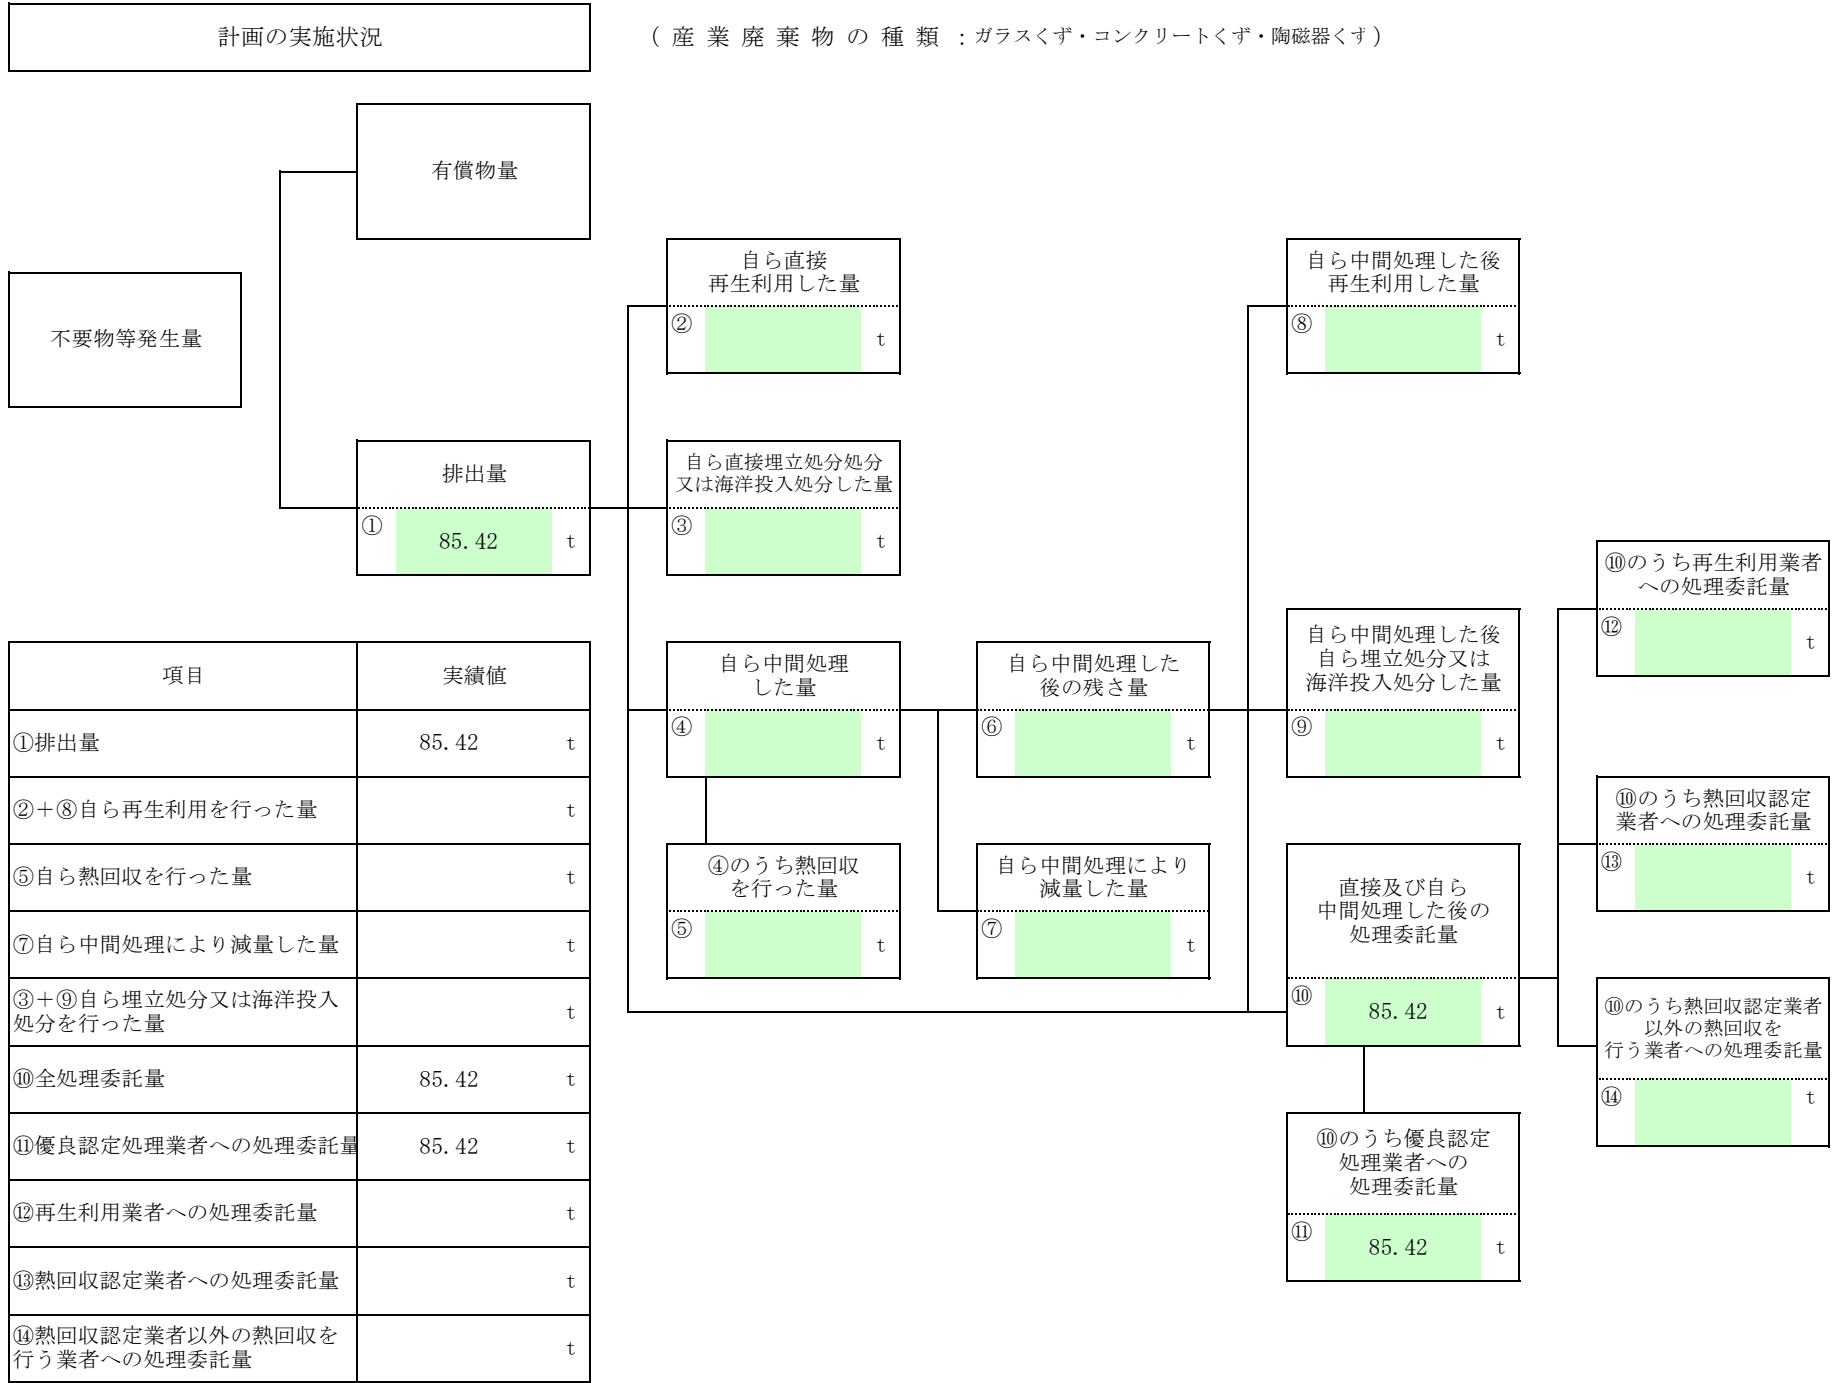 計画の実施状況
（産業廃棄物の種類：ガラスくず・コンクリートくず・陶磁器くず）
有償物量
不要物等発生量
自ら直接
再生利用した量
② t
自ら中間処理した後
再生利用した量
⑧ t
排出量
① 85.42 t
自ら直接埋立処分処分
又は海洋投入処分した量
③ t
⑩のうち再生利用業者
への処理委託量
⑫ t
自ら中間処理
した量
④ t
自ら中間処理した
後の残さ量
⑥ t
自ら中間処理した後
自ら埋立処分又は
海洋投入処分した量
⑨ t
⑩のうち熱回収認定
業者への処理委託量
⑬ t
④のうち熱回収
を行った量
⑤ t
自ら中間処理により
減量した量
⑦ t
直接及び自ら
中間処理した後の
処理委託量
⑩ 85.42 t
⑩のうち熱回収認定業者
以外の熱回収を
行う業者への処理委託量
⑭ t
⑩のうち優良認定
処理業者への
処理委託量
⑪ 85.42 t
項目 実績値
①排出量 85.42 t
②＋⑧自ら再生利用を行った量 t
⑤自ら熱回収を行った量 t
⑦自ら中間処理により減量した量 t
③＋⑨自ら埋立処分又は海洋投入
処分を行った量 t
⑩全処理委託量 85.42 t
⑪優良認定処理業者への処理委託量 85.42 t
⑫再生利用業者への処理委託量 t
⑬熱回収認定業者への処理委託量 t
⑭熱回収認定業者以外の熱回収を
行う業者への処理委託量 t